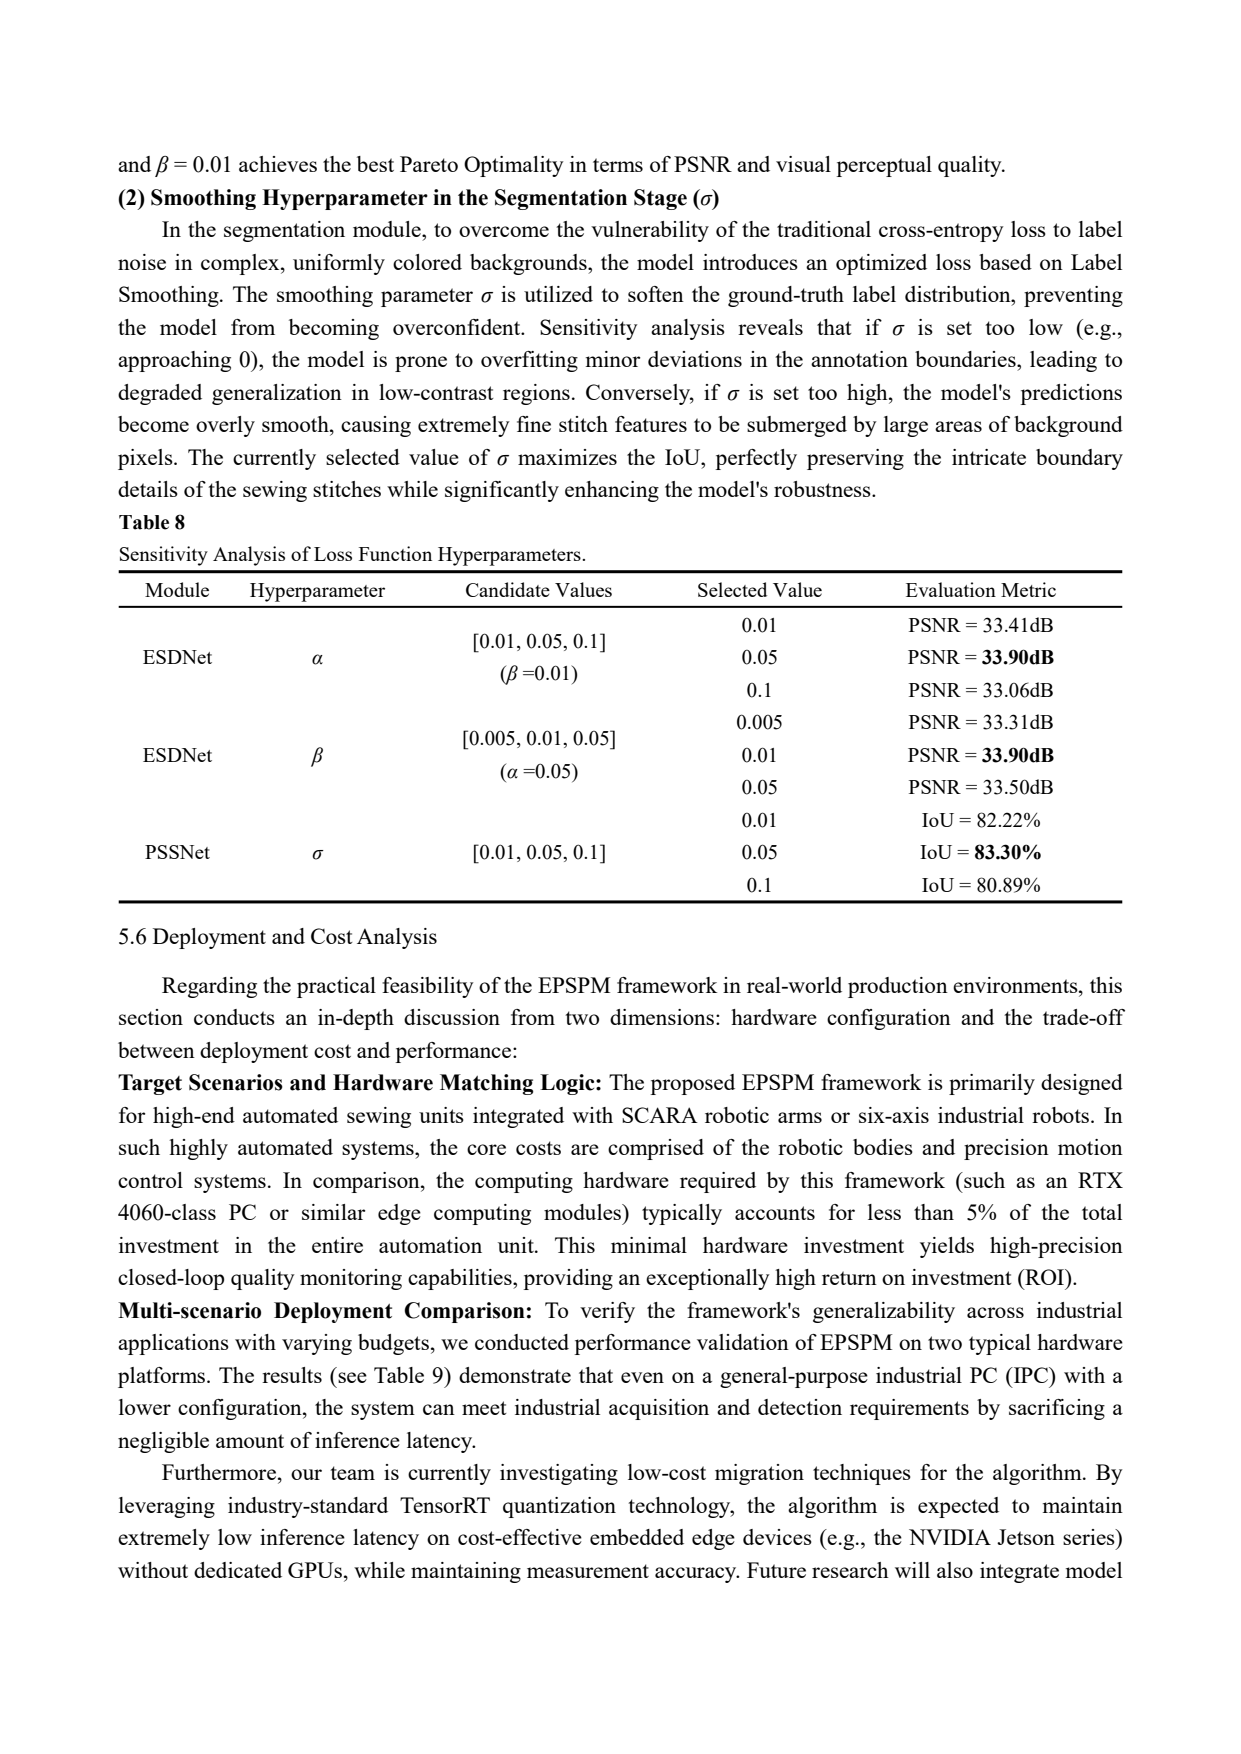 and β = 0.01 achieves the best Pareto Optimality in terms of PSNR and visual perceptual quality.
(2) Smoothing Hyperparameter in the Segmentation Stage (σ)
In the segmentation module, to overcome the vulnerability of the traditional cross-entropy loss to label
noise in complex, uniformly colored backgrounds, the model introduces an optimized loss based on Label
Smoothing. The smoothing parameter σ is utilized to soften the ground-truth label distribution, preventing
the model from becoming overconfident. Sensitivity analysis reveals that if σ is set too low (e.g.,
approaching 0), the model is prone to overfitting minor deviations in the annotation boundaries, leading to
degraded generalization in low-contrast regions. Conversely, if σ is set too high, the model's predictions
become overly smooth, causing extremely fine stitch features to be submerged by large areas of background
pixels. The currently selected value of σ maximizes the IoU, perfectly preserving the intricate boundary
details of the sewing stitches while significantly enhancing the model's robustness.
Table 8
Sensitivity Analysis of Loss Function Hyperparameters.
Module Hyperparameter Candidate Values Selected Value Evaluation Metric
ESDNet α [0.01, 0.05, 0.1] (β =0.01) 0.01 PSNR = 33.41dB
0.05 PSNR = 33.90dB
0.1 PSNR = 33.06dB
ESDNet β [0.005, 0.01, 0.05] (α =0.05) 0.005 PSNR = 33.31dB
0.01 PSNR = 33.90dB
0.05 PSNR = 33.50dB
PSSNet σ [0.01, 0.05, 0.1] 0.01 IoU = 82.22%
0.05 IoU = 83.30%
0.1 IoU = 80.89%
5.6 Deployment and Cost Analysis
Regarding the practical feasibility of the EPSPM framework in real-world production environments, this
section conducts an in-depth discussion from two dimensions: hardware configuration and the trade-off
between deployment cost and performance:
Target Scenarios and Hardware Matching Logic: The proposed EPSPM framework is primarily designed
for high-end automated sewing units integrated with SCARA robotic arms or six-axis industrial robots. In
such highly automated systems, the core costs are comprised of the robotic bodies and precision motion
control systems. In comparison, the computing hardware required by this framework (such as an RTX
4060-class PC or similar edge computing modules) typically accounts for less than 5% of the total
investment in the entire automation unit. This minimal hardware investment yields high-precision
closed-loop quality monitoring capabilities, providing an exceptionally high return on investment (ROI).
Multi-scenario Deployment Comparison: To verify the framework's generalizability across industrial
applications with varying budgets, we conducted performance validation of EPSPM on two typical hardware
platforms. The results (see Table 9) demonstrate that even on a general-purpose industrial PC (IPC) with a
lower configuration, the system can meet industrial acquisition and detection requirements by sacrificing a
negligible amount of inference latency.
Furthermore, our team is currently investigating low-cost migration techniques for the algorithm. By
leveraging industry-standard TensorRT quantization technology, the algorithm is expected to maintain
extremely low inference latency on cost-effective embedded edge devices (e.g., the NVIDIA Jetson series)
without dedicated GPUs, while maintaining measurement accuracy. Future research will also integrate model